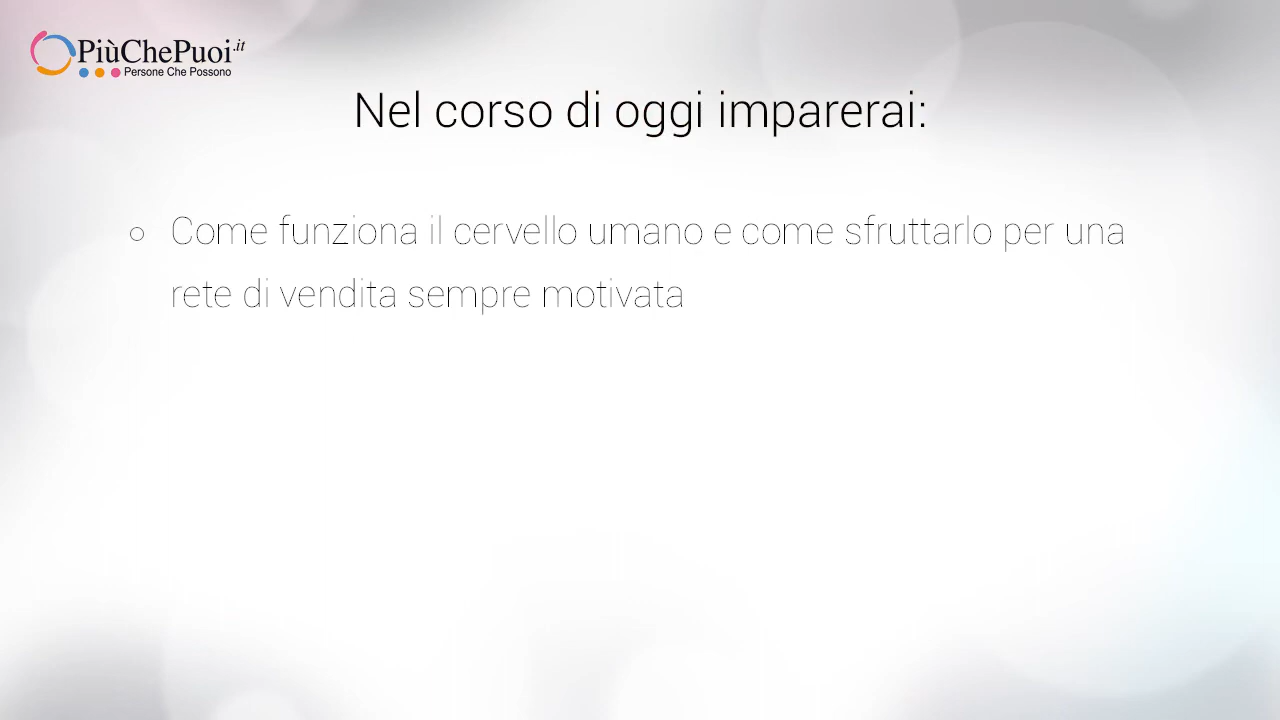 PiùChePuoi.it
Persone Che Possono
Nel corso di oggi imparerai:
Come funziona il cervello umano e come sfruttarlo per una
rete di vendita sempre motivata